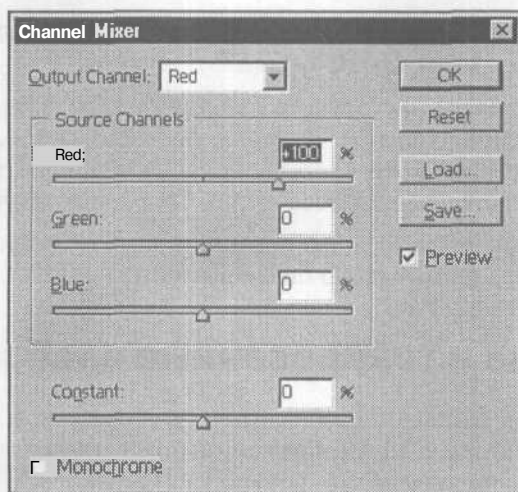 Channel Mixer
Output Channel: Red
OK
Source Channels
Reset
Red; +100 %
Load...
Green: 0 %
Save...
Preview
Blue: 0 %
Constant: 0 %
Monochrome